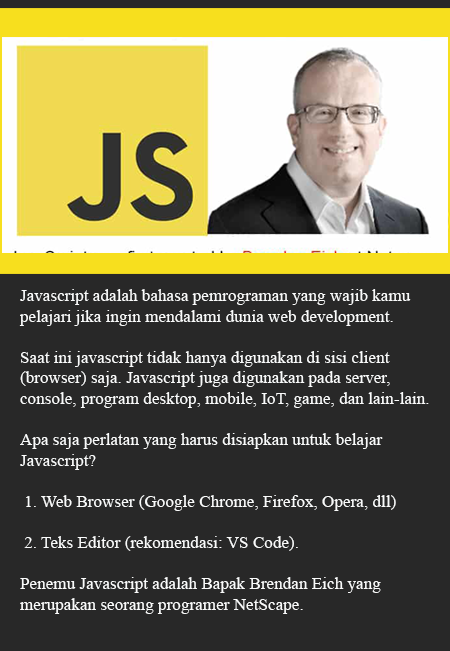 JS
Javascript adalah bahasa pemrograman yang wajib kamu
pelajari jika ingin mendalami dunia web development.
Saat ini javascript tidak hanya digunakan di sisi client
(browser) saja. Javascript juga digunakan pada server,
console, program desktop, mobile, IoT, game, dan lain-lain.
Apa saja perlatan yang harus disiapkan untuk belajar
Javascript?
1. Web Browser (Google Chrome, Firefox, Opera, dll)
2. Teks Editor (rekomendasi: VS Code).
Penemu Javascript adalah Bapak Brendan Eich yang
merupakan seorang programer NetScape.